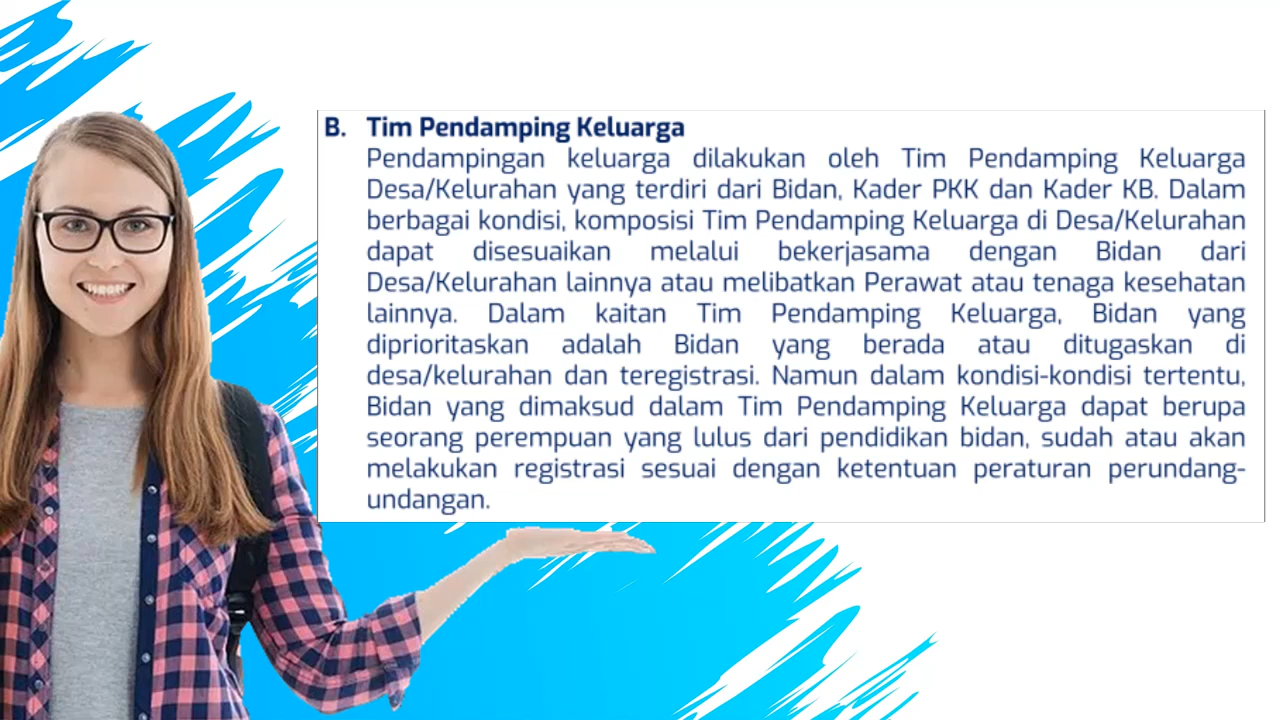 B. Tim Pendamping Keluarga
Pendampingan keluarga dilakukan oleh Tim Pendamping Keluarga
Desa/Kelurahan yang terdiri dari Bidan, Kader PKK dan Kader KB. Dalam
berbagai kondisi, komposisi Tim Pendamping Keluarga di Desa/Kelurahan
dapat disesuaikan melalui bekerjasama dengan Bidan dari
Desa/Kelurahan lainnya atau melibatkan Perawat atau tenaga kesehatan
lainnya. Dalam kaitan Tim Pendamping Keluarga, Bidan yang
diprioritaskan adalah Bidan yang berada atau ditugaskan di
desa/kelurahan dan teregistrasi. Namun dalam kondisi-kondisi tertentu,
Bidan yang dimaksud dalam Tim Pendamping Keluarga dapat berupa
seorang perempuan yang lulus dari pendidikan bidan, sudah atau akan
melakukan registrasi sesuai dengan ketentuan peraturan perundang-
undangan.